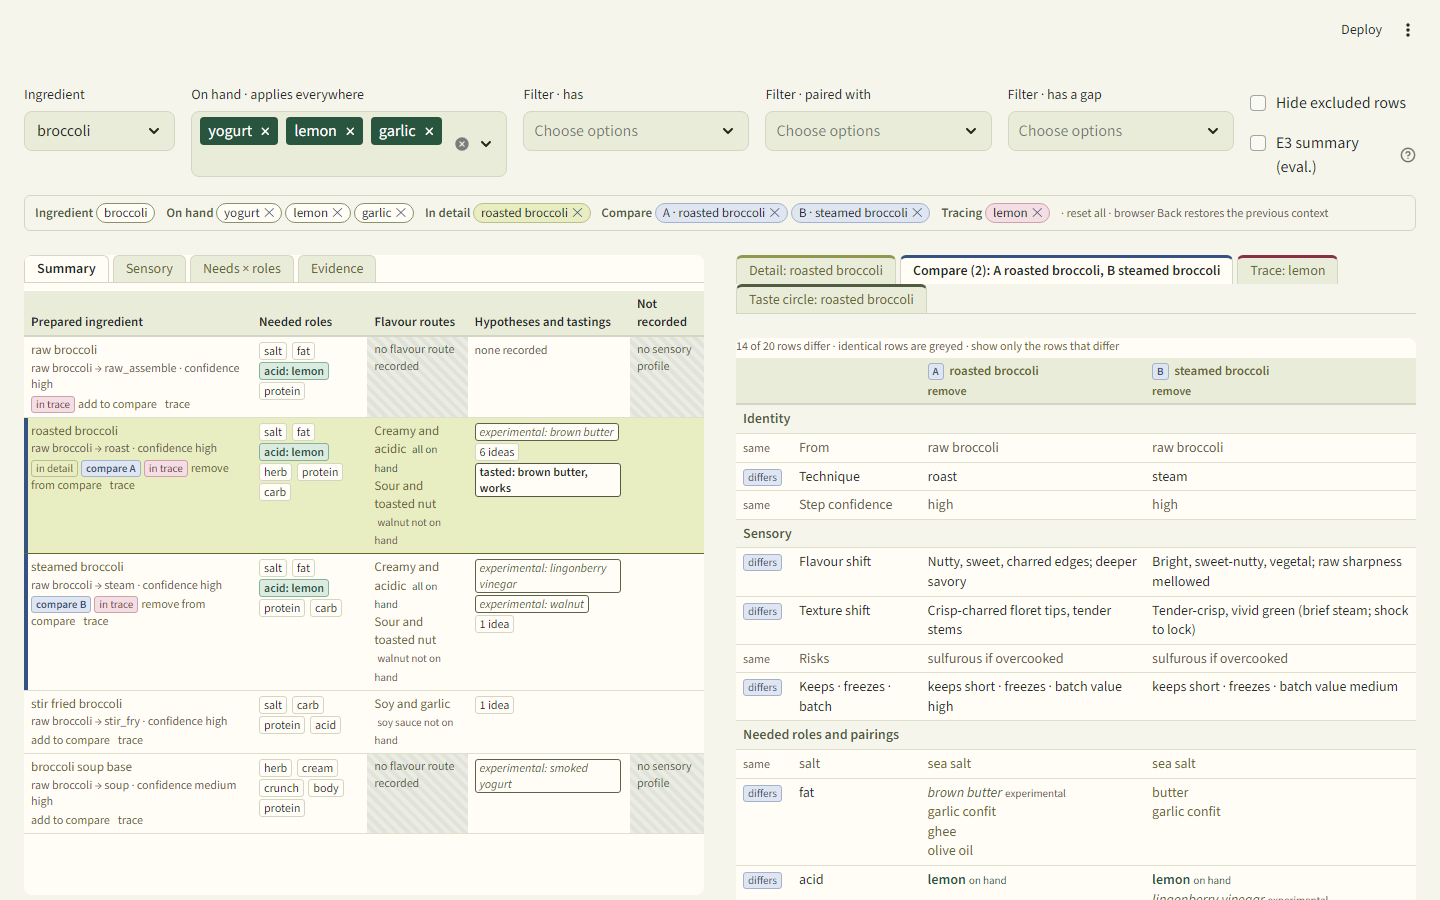 Deploy
Ingredient
On hand · applies everywhere
Filter · has
Filter · paired with
Filter · has a gap
broccoli
yogurt
lemon
garlic
Choose options
Choose options
Choose options
Hide excluded rows
E3 summary
(eval.)
Ingredient broccoli On hand yogurt lemon garlic In detail roasted broccoli Compare A · roasted broccoli B · steamed broccoli Tracing lemon · reset all · browser Back restores the previous context
Summary
Sensory
Needs × roles
Evidence
Prepared ingredient
Needed roles
Flavour routes
Hypotheses and tastings
Not
recorded
raw broccoli
raw broccoli → raw_assemble · confidence
high
in trace add to compare trace
salt fat
acid: lemon
protein
no flavour route
recorded
none recorded
no sensory
profile
roasted broccoli
raw broccoli → roast · confidence high
in detail compare A in trace remove
from compare trace
salt fat
acid: lemon
herb protein
carb
Creamy and
acidic all on
hand
Sour and
toasted nut
walnut not on
hand
experimental: brown butter
6 ideas
tasted: brown butter,
works
steamed broccoli
raw broccoli → steam · confidence high
compare B in trace remove from
compare trace
salt fat
acid: lemon
protein carb
Creamy and
acidic all on
hand
Sour and
toasted nut
walnut not on
hand
experimental: lingonberry
vinegar
experimental: walnut
1 idea
stir fried broccoli
raw broccoli → stir_fry · confidence high
add to compare trace
salt carb
protein acid
Soy and garlic
soy sauce not on
hand
1 idea
broccoli soup base
raw broccoli → soup · confidence medium
high
add to compare trace
herb cream
crunch body
protein
no flavour route
recorded
experimental: smoked
yogurt
no sensory
profile
Detail: roasted broccoli
Compare (2): A roasted broccoli, B steamed broccoli
Trace: lemon
Taste circle: roasted broccoli
14 of 20 rows differ · identical rows are greyed · show only the rows that differ
A roasted broccoli
remove
B steamed broccoli
remove
Identity
same From raw broccoli raw broccoli
differs Technique roast steam
same Step confidence high high
Sensory
differs Flavour shift
Nutty, sweet, charred edges; deeper
savory
Bright, sweet-nutty, vegetal; raw sharpness
mellowed
differs Texture shift
Crisp-charred floret tips, tender
stems
Tender-crisp, vivid green (brief steam; shock
to lock)
same Risks sulfurous if overcooked sulfurous if overcooked
differs Keeps · freezes ·
batch
keeps short · freezes · batch value
high
keeps short · freezes · batch value medium
Needed roles and pairings
same salt sea salt sea salt
differs fat
brown butter experimental
garlic confit
ghee
olive oil
butter
garlic confit
differs acid
lemon on hand
lemon on hand
lingonberry vinegar experimental